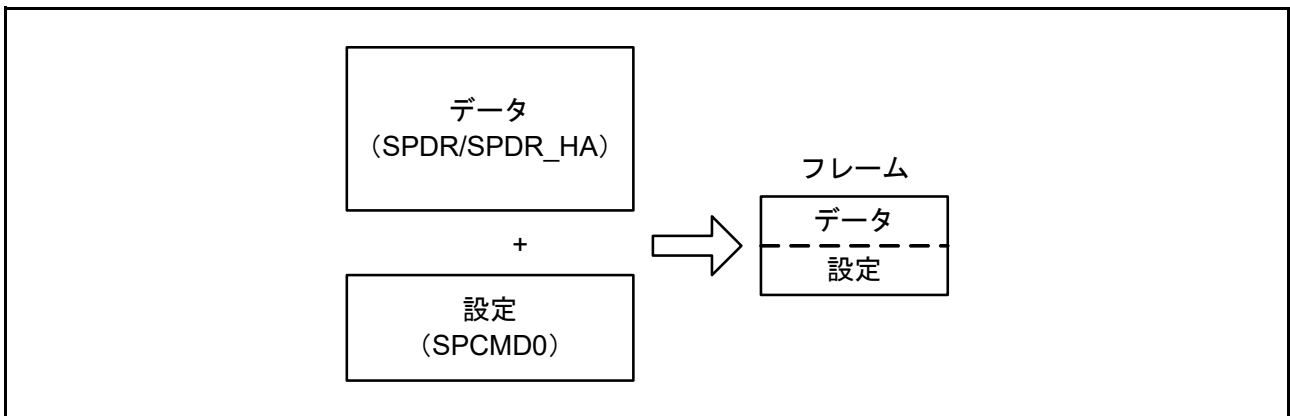 データ
（SPDR/SPDR_HA）
+
設定
（SPCMD0）
フレーム
データ
設定